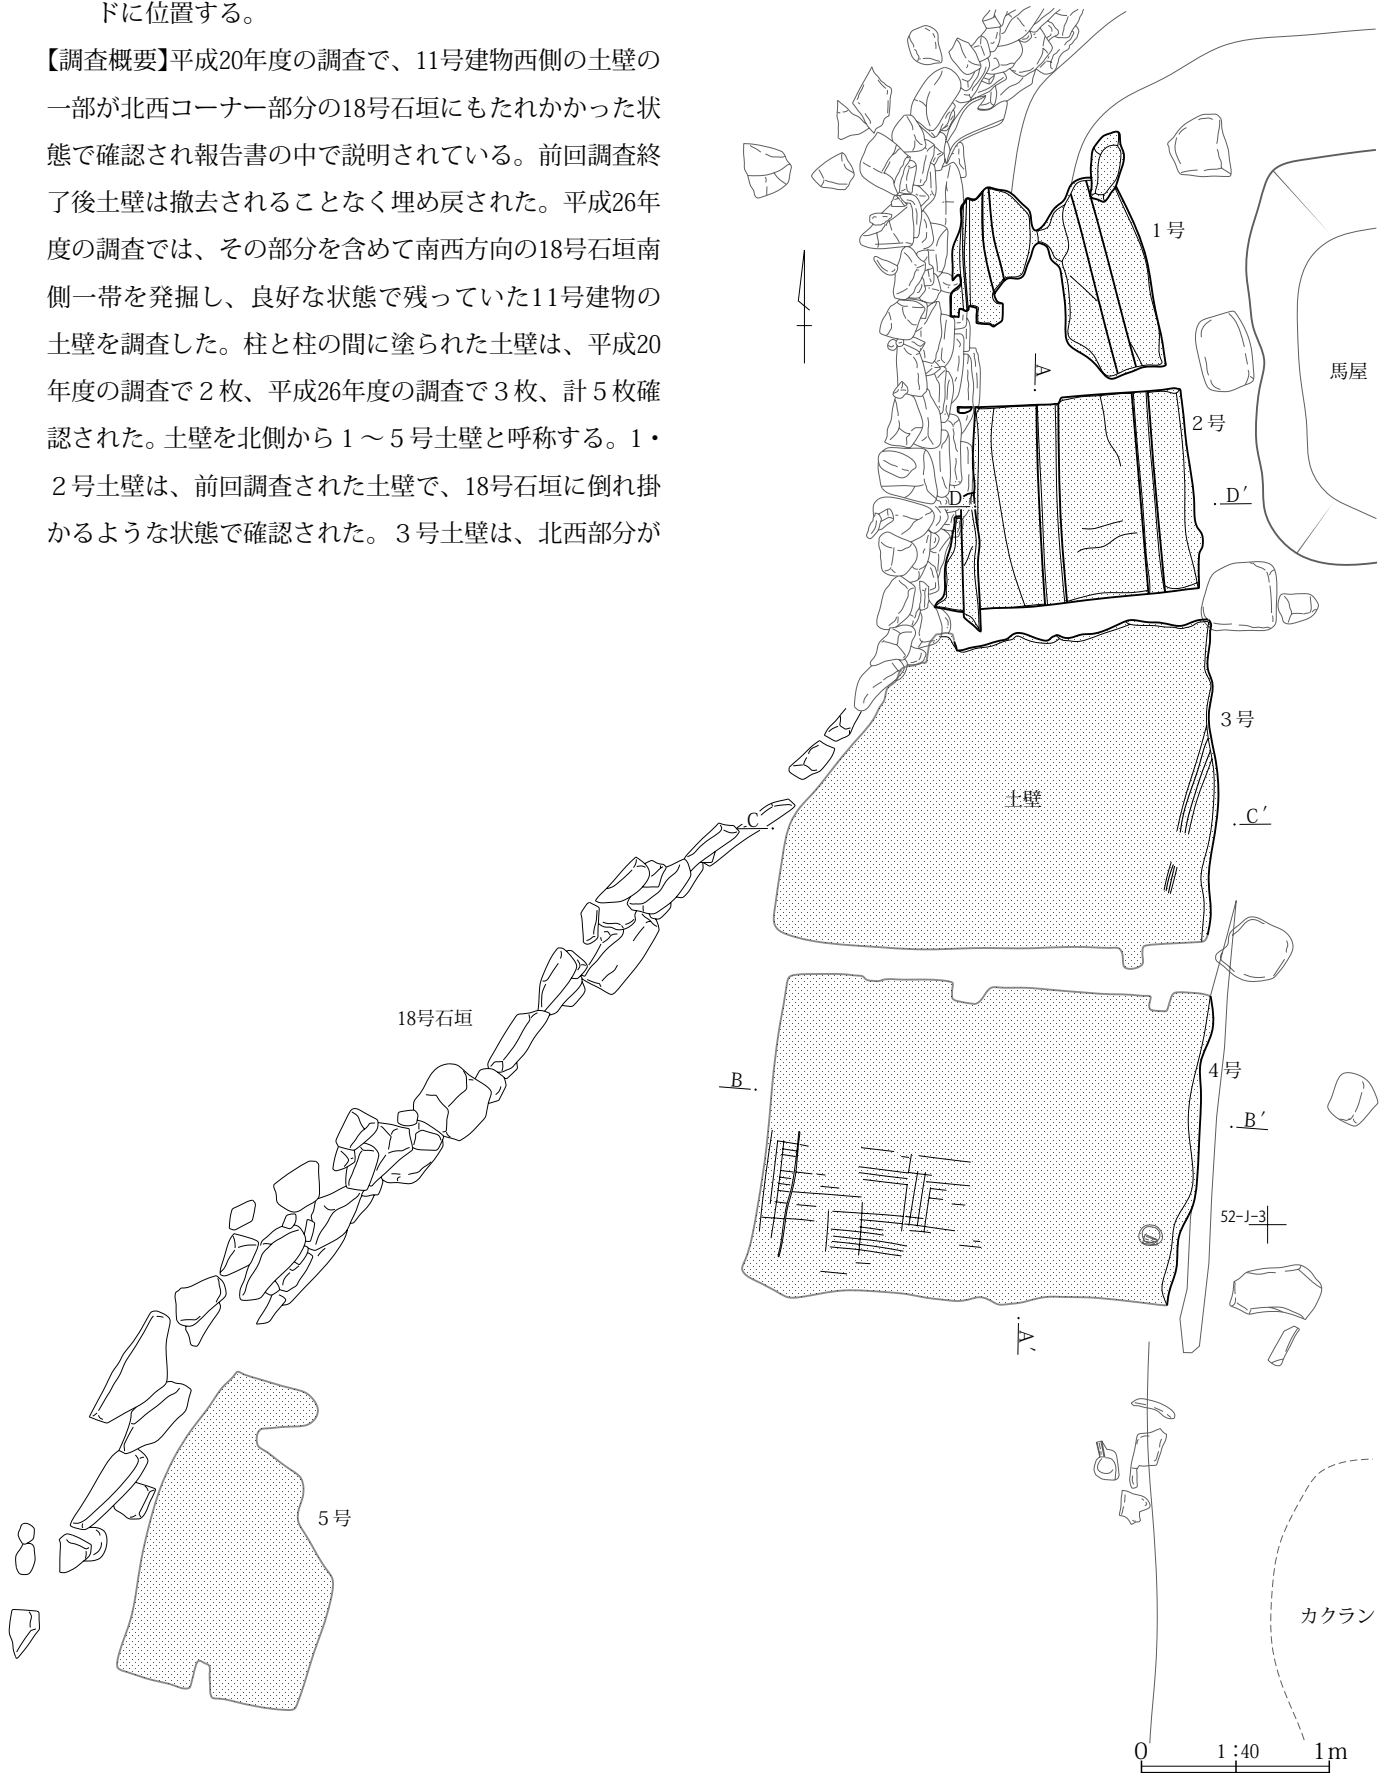 ドに位置する。
【調査概要】平成20年度の調査で、11号建物西側の土壁の
一部が北西コーナー部分の18号石垣にもたれかかった状
態で確認され報告書の中で説明されている。前回調査終
了後土壁は撤去されることなく埋め戻された。平成26年
度の調査では、その部分を含めて南西方向の18号石垣南
側一帯を発掘し、良好な状態で残っていた11号建物の
土壁を調査した。柱と柱の間に塗られた土壁は、平成20
年度の調査で２枚、平成26年度の調査で３枚、計５枚確
認された。土壁を北側から１～５号土壁と呼称する。1・
２号土壁は、前回調査された土壁で、18号石垣に倒れ掛
かるような状態で確認された。３号土壁は、北西部分が
1号
A
馬屋
2号
D
D′
3号
土壁
C
C′
18号石垣
4号
B
B′
52-J-3
A′
5号
カクラン
0 1：40 1m